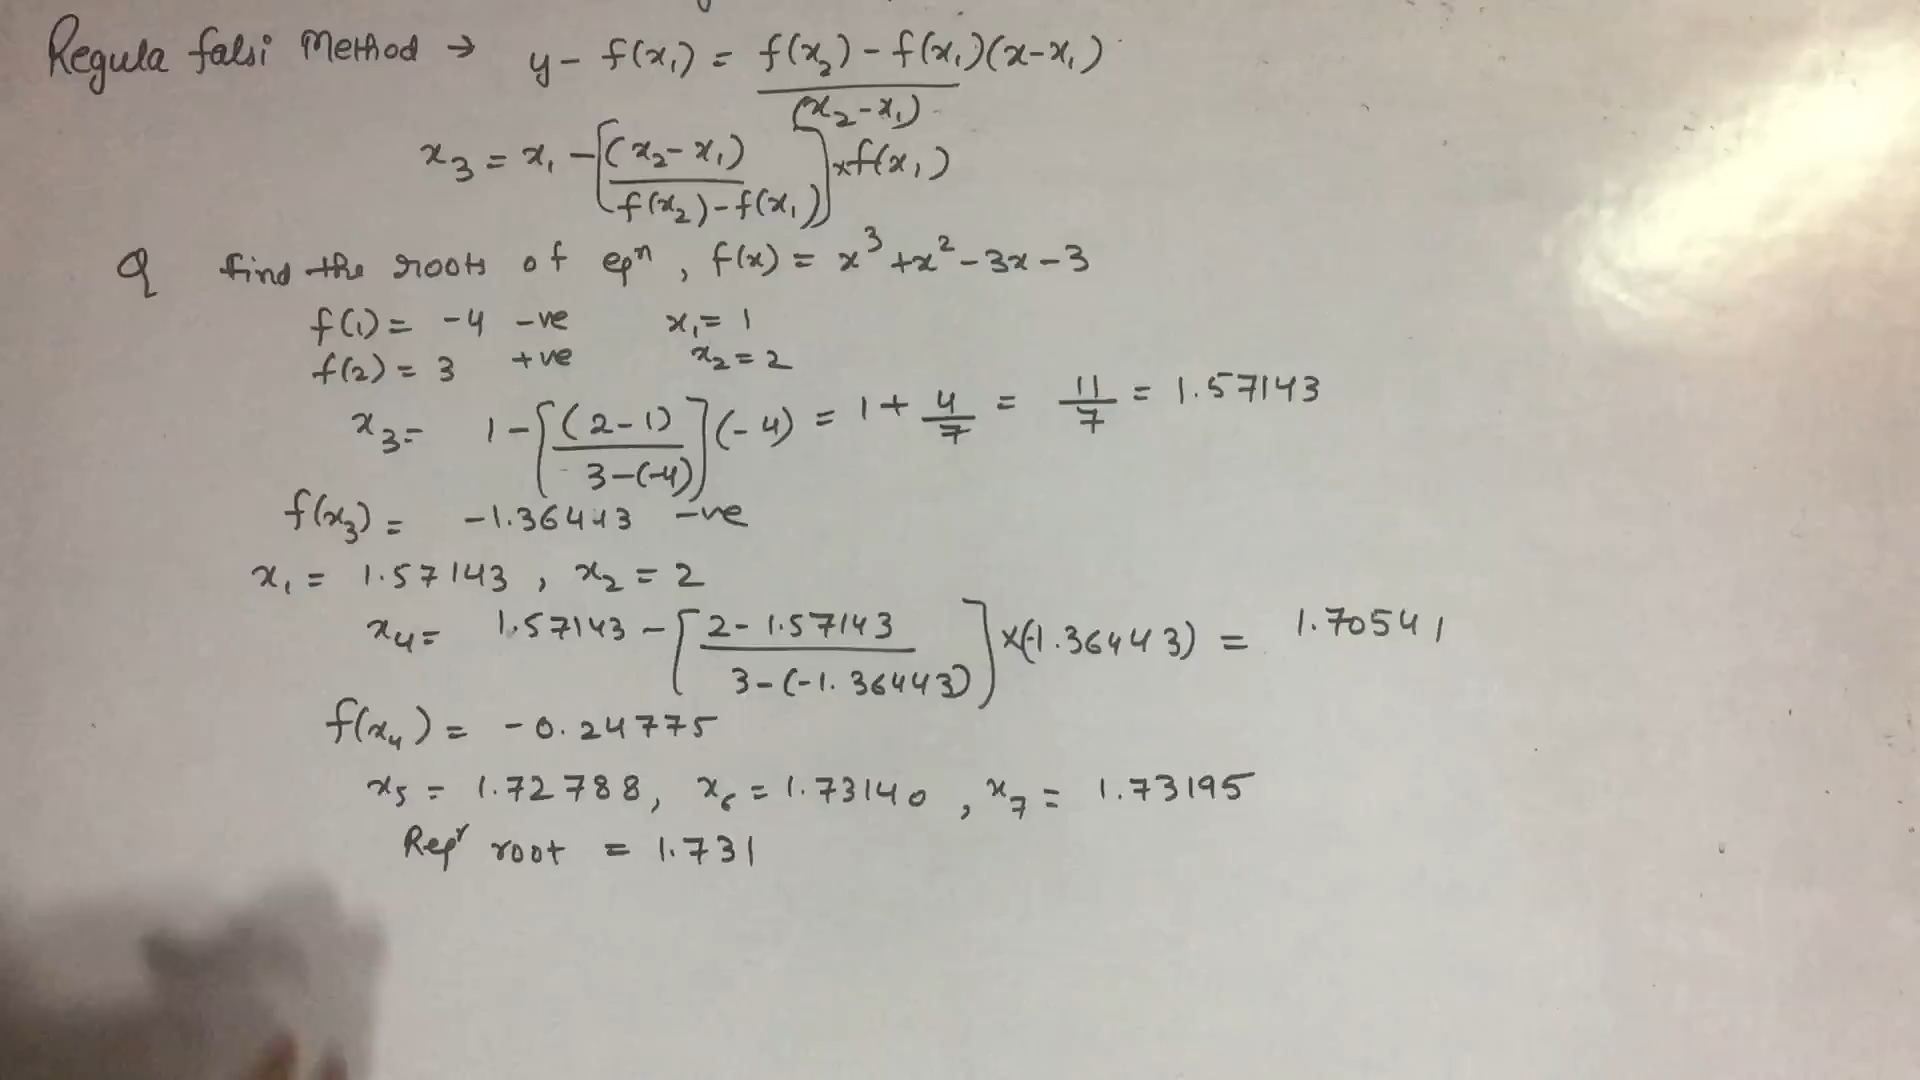 Regula falsi Method → y - f(x₁) = f(x₂) - f(x₁)(x-x₁) / (x₂-x₁)
x₃ = x₁ - [(x₂-x₁) / f(x₂)-f(x₁)] × f(x₁)
Q find the roots of eqⁿ, f(x) = x³+x²-3x-3
f(1) = -4 -ve x₁ = 1
f(2) = 3 +ve x₂ = 2
x₃ = 1-[(2-1) / 3-(-4)](-4) = 1+ 4/7 = 11/7 = 1.57143
f(x₃) = -1.36443 -ve
x₁ = 1.57143, x₂ = 2
x₄ = 1.57143 - [2-1.57143 / 3-(-1.36443)]×(-1.36443) = 1.70541
f(x₄) = -0.24775
x₅ = 1.72788, x₆ = 1.73140, x₇ = 1.73195
Reqʳ root = 1.731